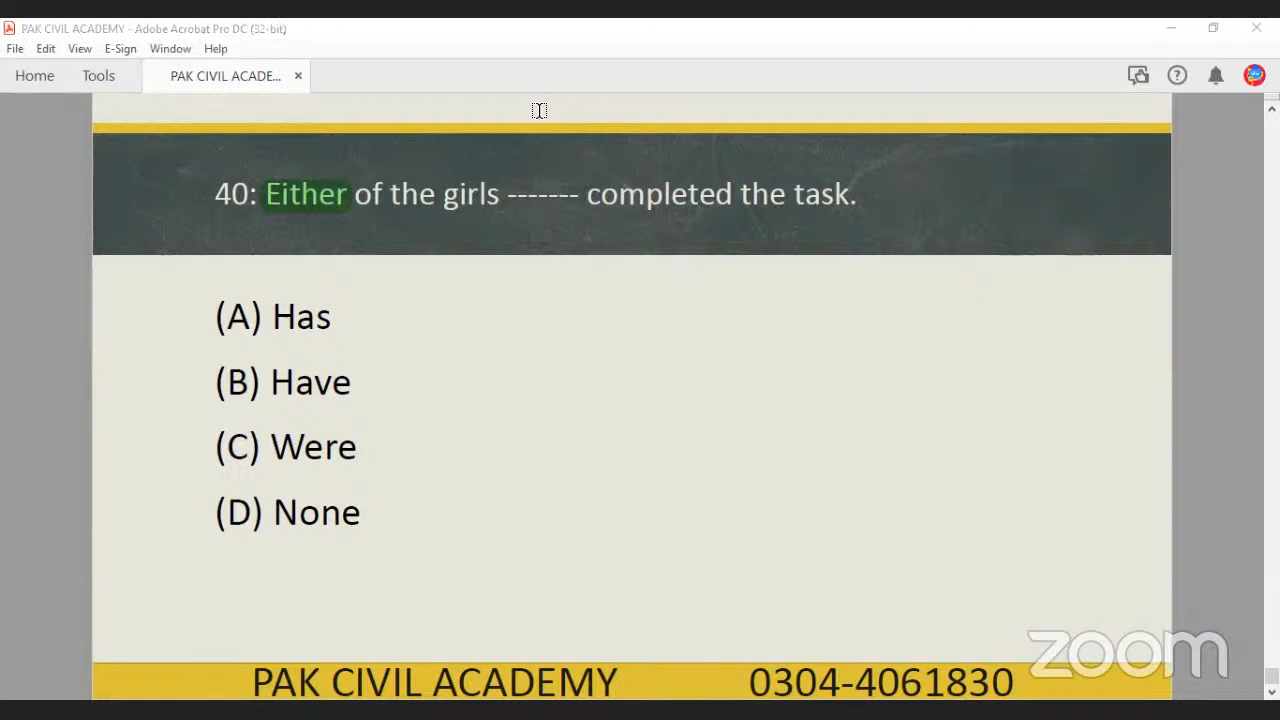 PAK CIVIL ACADEMY - Adobe Acrobat Pro DC (32-bit)
File Edit View E-Sign Window Help
Home Tools PAK CIVIL ACADE...
40: Either of the girls ------- completed the task.
(A) Has
(B) Have
(C) Were
(D) None
zoom
PAK CIVIL ACADEMY 0304-4061830